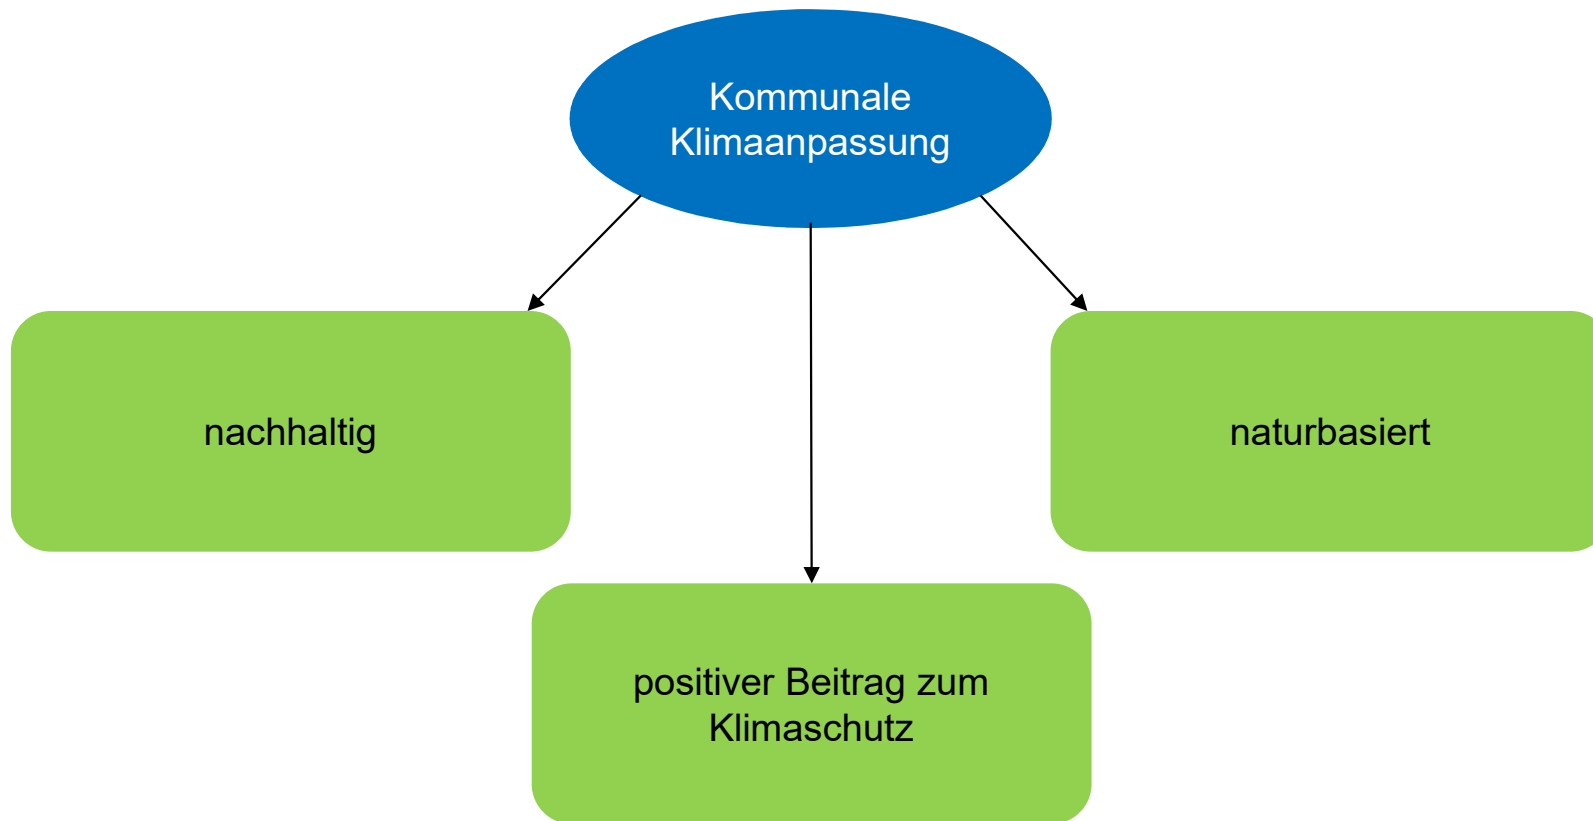 Kommunale
Klimaanpassung
nachhaltig
naturbasiert
positiver Beitrag zum
Klimaschutz